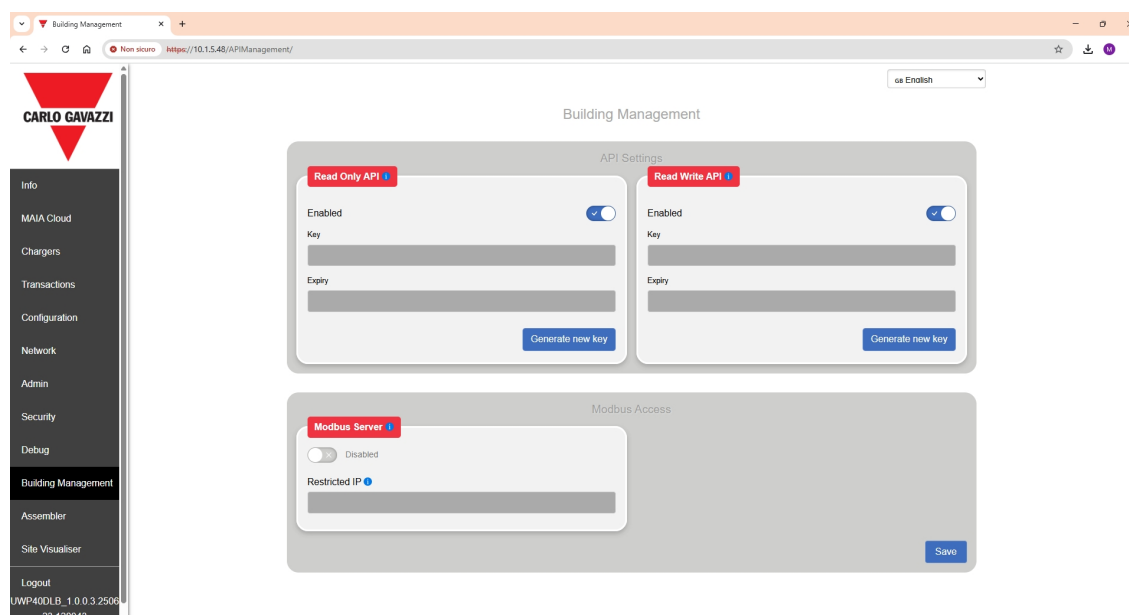 Building Management
Non sicuro
https://10.1.5.48/APIManagement/
M
CARLO GAVAZZI
GB English
Building Management
Info
MAIA Cloud
Chargers
Transactions
Configuration
Network
Admin
Security
Debug
Building Management
Assembler
Site Visualiser
Logout
UWP40DLB_1.0.0.3.2506
API Settings
Read Only API i
Enabled
Key
Expiry
Generate new key
Read Write API i
Enabled
Key
Expiry
Generate new key
Modbus Access
Modbus Server i
Disabled
Restricted IP i
Save